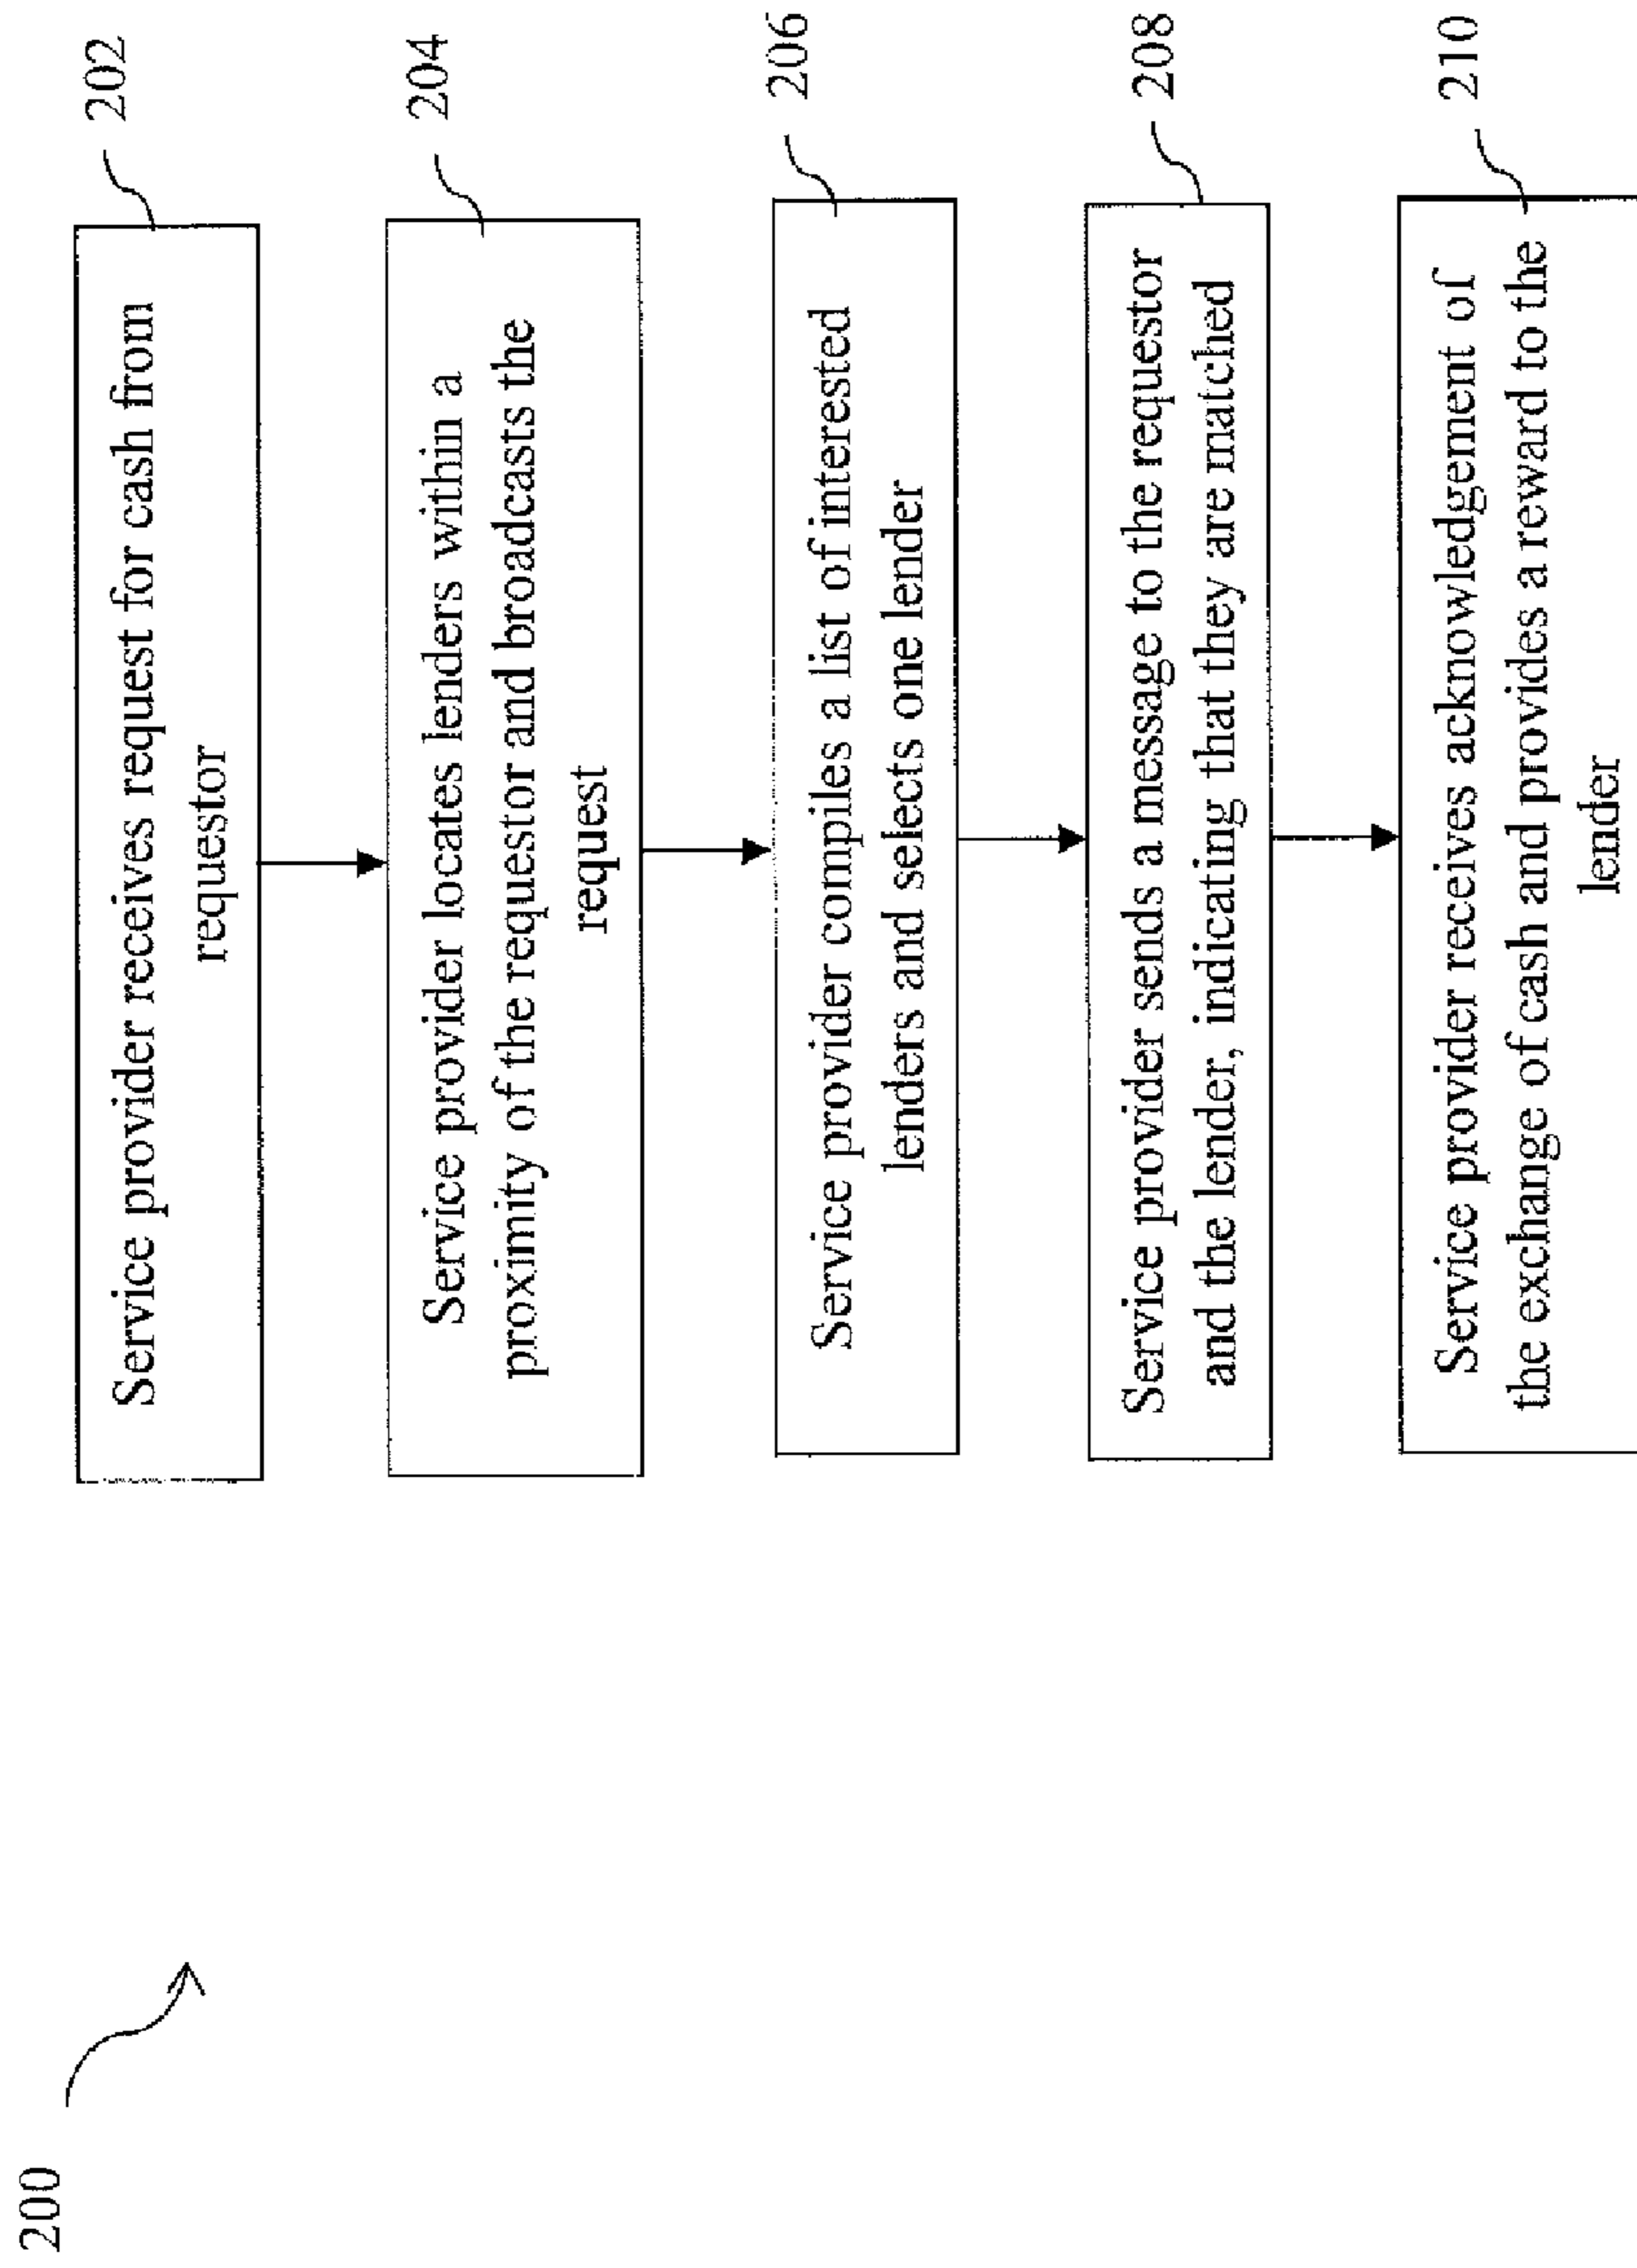 200
Service provider receives request for cash from
requestor
202
Service provider locates lenders within a
proximity of the requestor and broadcasts the
request
204
Service provider compiles a list of interested
lenders and selects one lender
206
Service provider sends a message to the requestor
and the lender, indicating that they are matched
208
Service provider receives acknowledgement of
the exchange of cash and provides a reward to the
lender
210